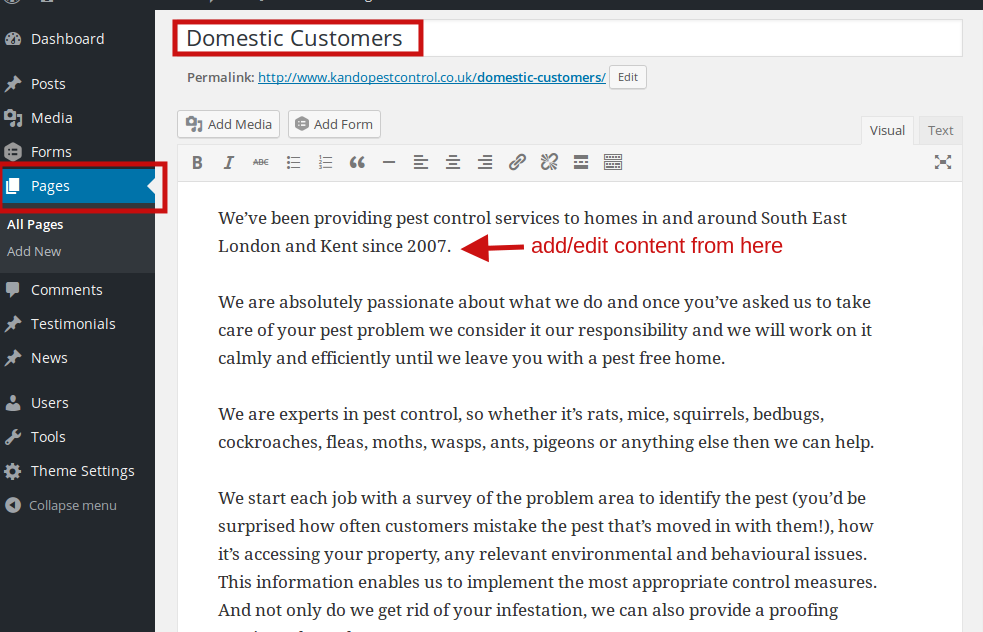 Dashboard
Posts
Media
Forms
Pages
All Pages
Add New
Comments
Testimonials
News
Users
Tools
Theme Settings
Collapse menu
Domestic Customers
Permalink: http://www.kandopestcontrol.co.uk/domestic-customers/ Edit
Add Media Add Form
Visual Text
B I ABC
We’ve been providing pest control services to homes in and around South East
London and Kent since 2007. add/edit content from here
We are absolutely passionate about what we do and once you’ve asked us to take
care of your pest problem we consider it our responsibility and we will work on it
calmly and efficiently until we leave you with a pest free home.
We are experts in pest control, so whether it’s rats, mice, squirrels, bedbugs,
cockroaches, fleas, moths, wasps, ants, pigeons or anything else then we can help.
We start each job with a survey of the problem area to identify the pest (you’d be
surprised how often customers mistake the pest that’s moved in with them!), how
it’s accessing your property, any relevant environmental and behavioural issues.
This information enables us to implement the most appropriate control measures.
And not only do we get rid of your infestation, we can also provide a proofing